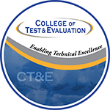 COLLEGE OF
TEST & EVALUATION
Enabling Technical Excellence
CT&E